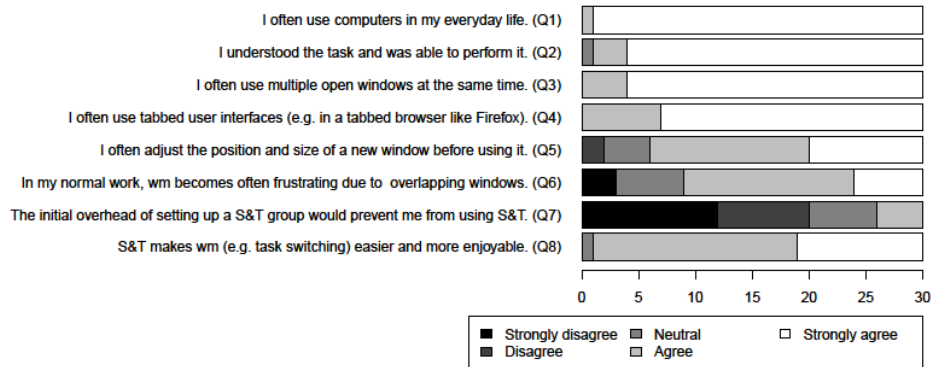 I often use computers in my everyday life. (Q1)
I understood the task and was able to perform it. (Q2)
I often use multiple open windows at the same time. (Q3)
I often use tabbed user interfaces (e.g. in a tabbed browser like Firefox). (Q4)
I often adjust the position and size of a new window before using it. (Q5)
In my normal work, wm becomes often frustrating due to overlapping windows. (Q6)
The initial overhead of setting up a S&T group would prevent me from using S&T. (Q7)
S&T makes wm (e.g. task switching) easier and more enjoyable. (Q8)
0 5 10 15 20 25 30
Strongly disagree Neutral Strongly agree
Disagree Agree